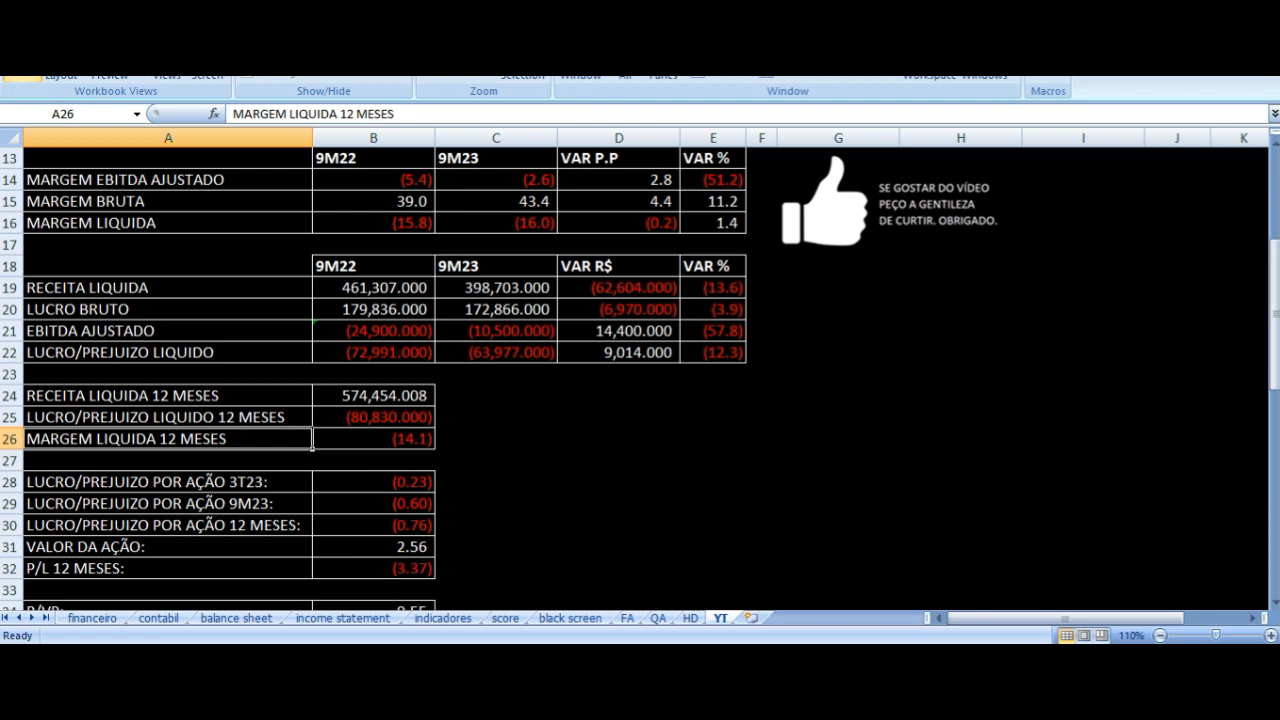 Workbook Views Show/Hide Zoom Window Macros
A26 fx MARGEM LIQUIDA 12 MESES
A B C D E F G H I J K
13 9M22 9M23 VAR P.P VAR %
14 MARGEM EBITDA AJUSTADO (5.4) (2.6) 2.8 (51.2)
15 MARGEM BRUTA 39.0 43.4 4.4 11.2
16 MARGEM LIQUIDA (15.8) (16.0) (0.2) 1.4
SE GOSTAR DO VÍDEO
PEÇO A GENTILEZA
DE CURTIR. OBRIGADO.
17
18 9M22 9M23 VAR R$ VAR %
19 RECEITA LIQUIDA 461,307.000 398,703.000 (62,604.000) (13.6)
20 LUCRO BRUTO 179,836.000 172,866.000 (6,970.000) (3.9)
21 EBITDA AJUSTADO (24,900.000) (10,500.000) 14,400.000 (57.8)
22 LUCRO/PREJUIZO LIQUIDO (72,991.000) (63,977.000) 9,014.000 (12.3)
23
24 RECEITA LIQUIDA 12 MESES 574,454.008
25 LUCRO/PREJUIZO LIQUIDO 12 MESES (80,830.000)
26 MARGEM LIQUIDA 12 MESES (14.1)
27
28 LUCRO/PREJUIZO POR AÇÃO 3T23: (0.23)
29 LUCRO/PREJUIZO POR AÇÃO 9M23: (0.60)
30 LUCRO/PREJUIZO POR AÇÃO 12 MESES: (0.76)
31 VALOR DA AÇÃO: 2.56
32 P/L 12 MESES: (3.37)
33
financeiro contabil balance sheet income statement indicadores score black screen FA QA HD YT
Ready 110%